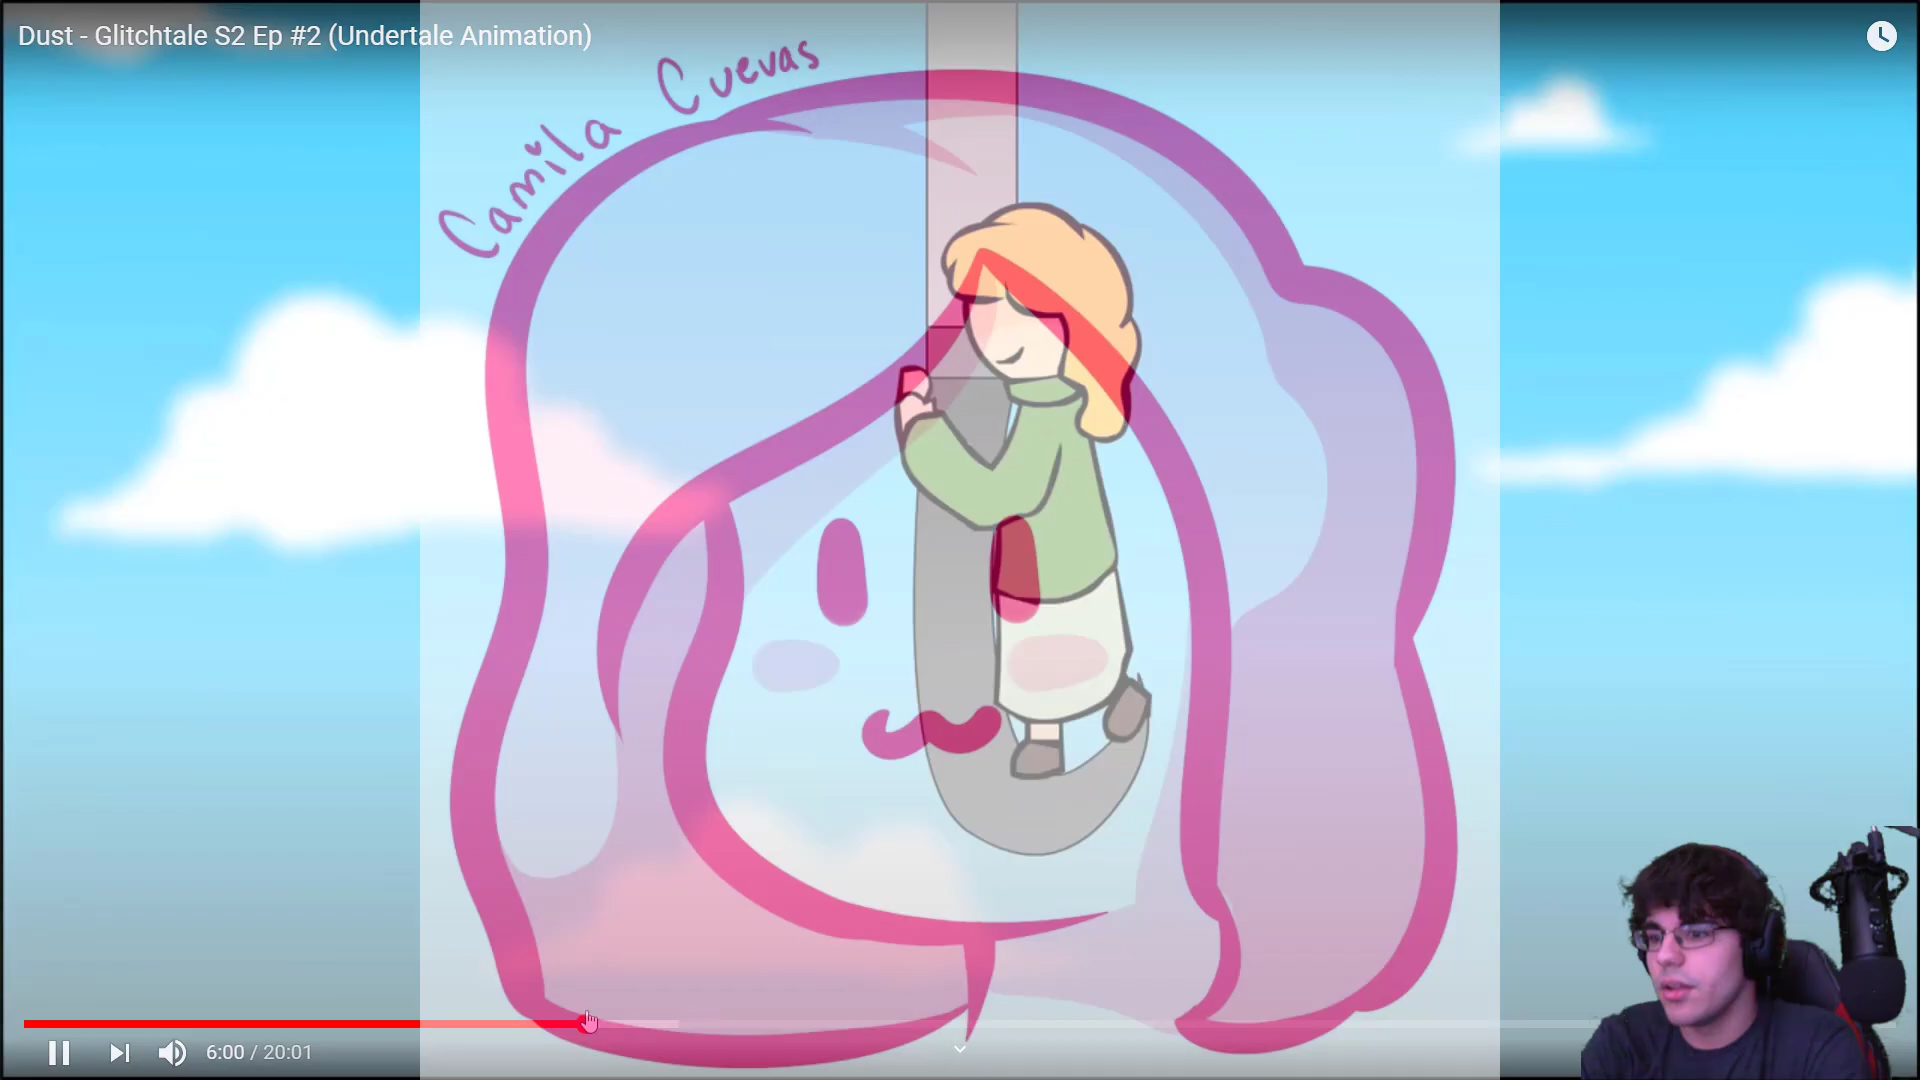 Dust - Glitchtale S2 Ep #2 (Undertale Animation)
Camila Cuevas
6:00 / 20:01